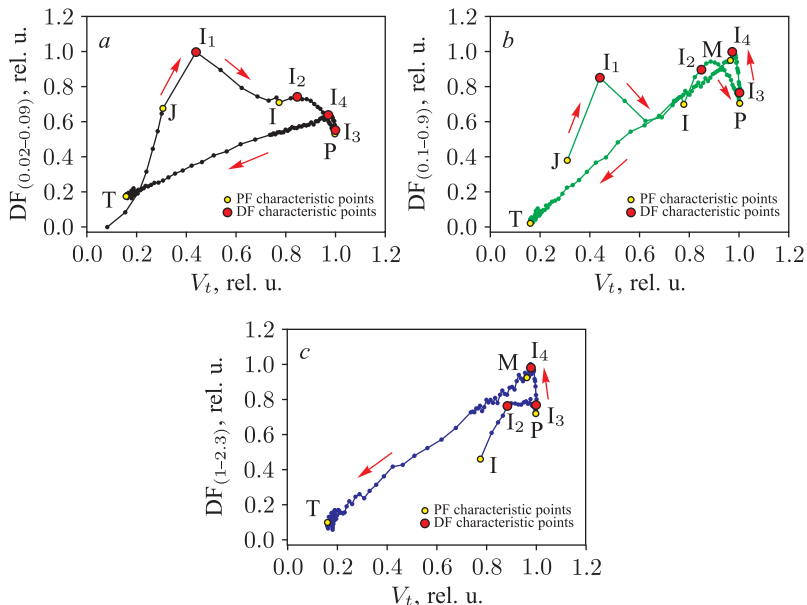 a
b
DF(0.02–0.09), rel. u.
1.2
1.0
0.8
0.6
0.4
0.2
0.0
I1
J
I
I2
I4
I3
P
T
PF characteristic points
DF characteristic points
0.0 0.2 0.4 0.6 0.8 1.0 1.2
Vt, rel. u.
DF(0.1–0.9), rel. u.
1.2
1.0
0.8
0.6
0.4
0.2
0.0
I4
M
I2
I1
I3
I
P
J
T
PF characteristic points
DF characteristic points
0.0 0.2 0.4 0.6 0.8 1.0 1.2
Vt, rel. u.
c
DF(1–2.3), rel. u.
1.2
1.0
0.8
0.6
0.4
0.2
0.0
I4
M
I2
I3
P
I
T
PF characteristic points
DF characteristic points
0.0 0.2 0.4 0.6 0.8 1.0 1.2
Vt, rel. u.